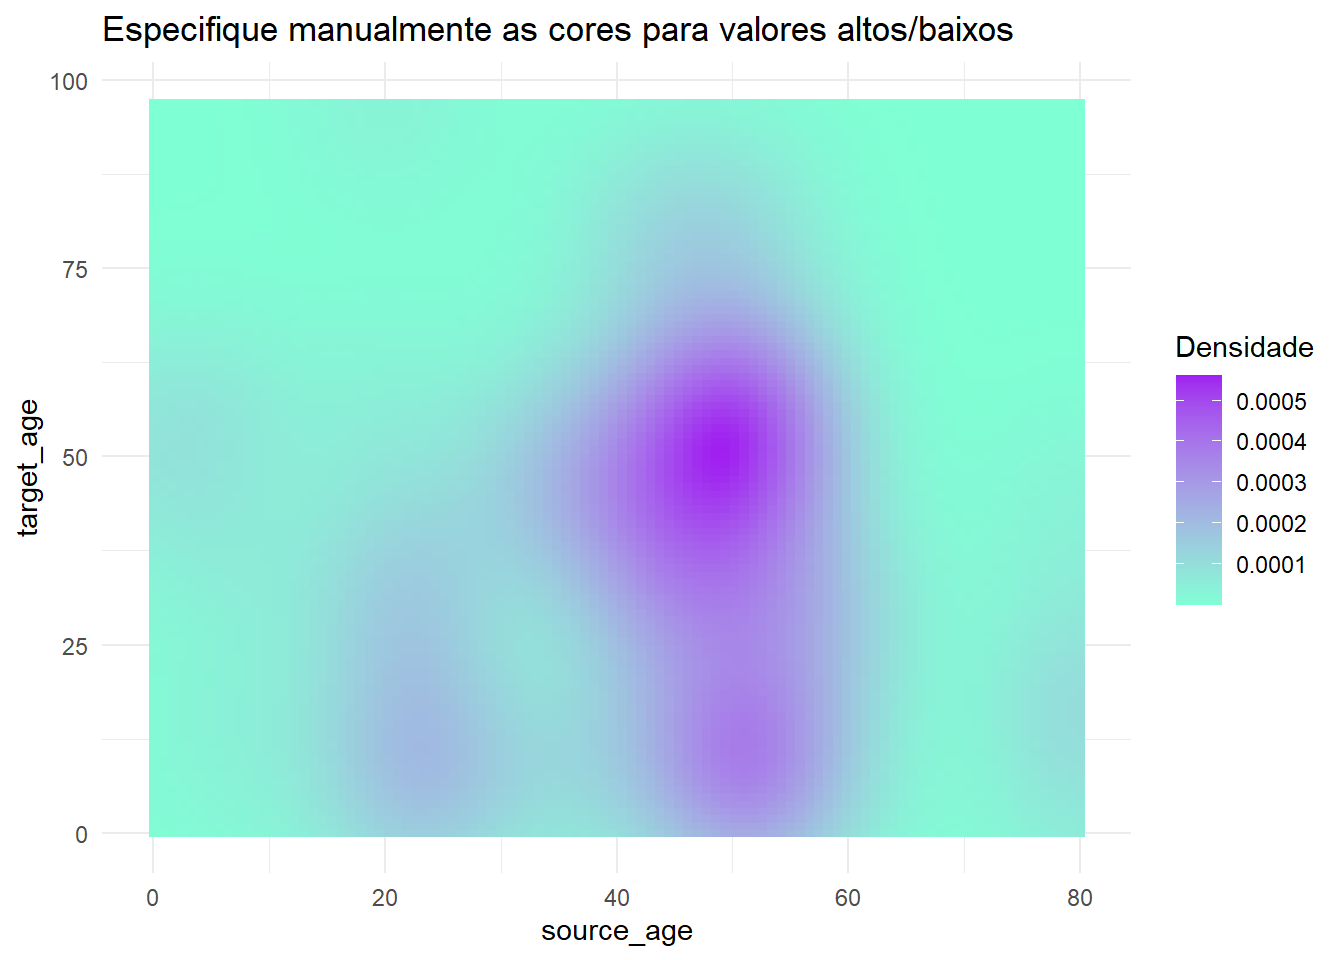 Especifique manualmente as cores para valores altos/baixos
100
75
50
25
0
target_age
0 20 40 60 80
source_age
Densidade
0.0005
0.0004
0.0003
0.0002
0.0001